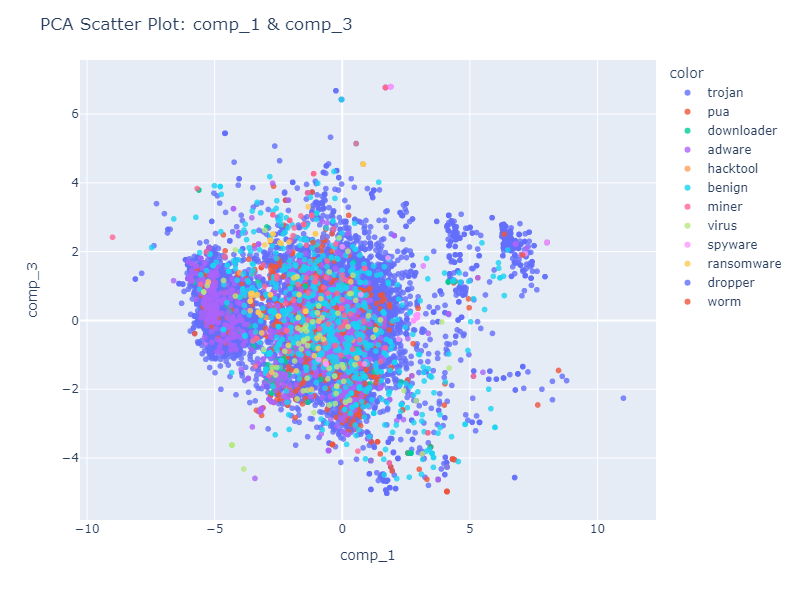 PCA Scatter Plot: comp_1 & comp_3
color
trojan
pua
downloader
adware
hacktool
benign
miner
virus
spyware
ransomware
dropper
worm
comp_3
6
4
2
0
−2
−4
−10
−5
0
5
10
comp_1